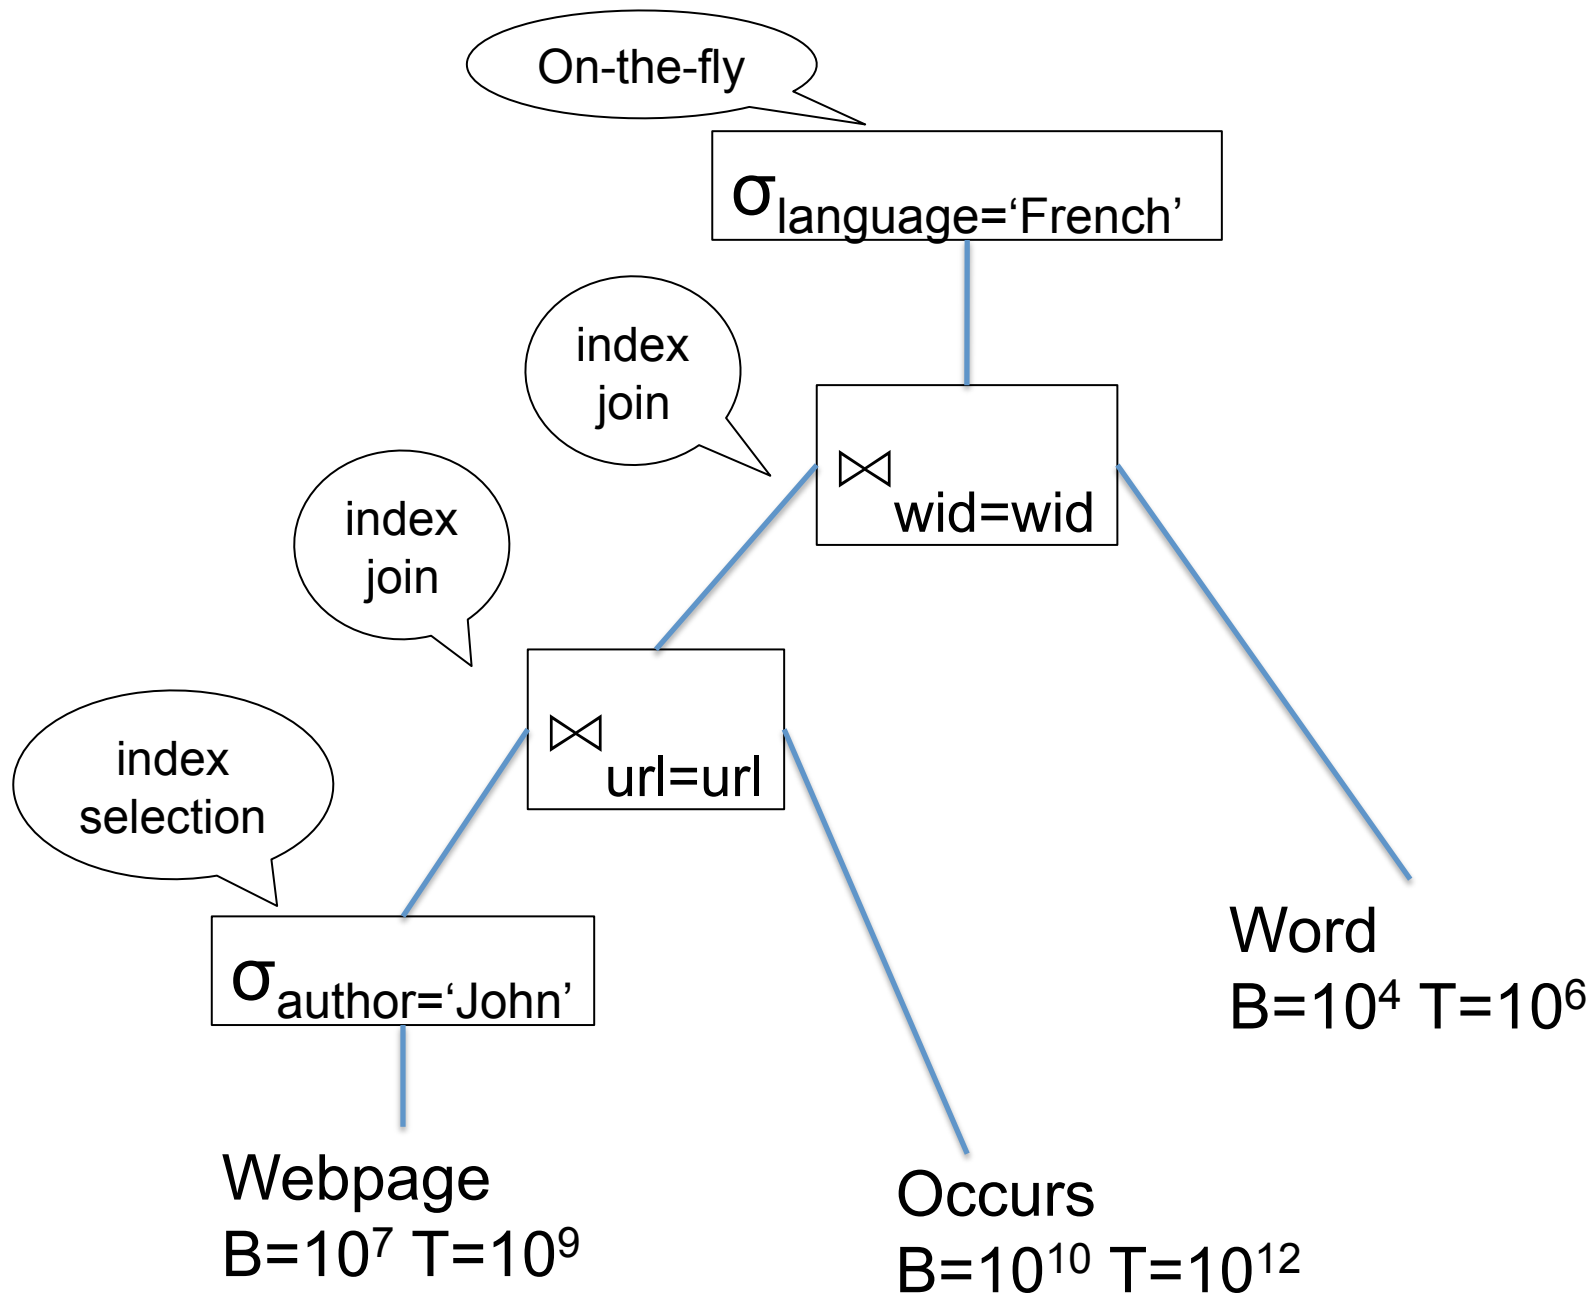 On-the-fly
σlanguage=‘French’
index
join
⋈wid=wid
index
join
⋈url=url
index
selection
σauthor=‘John’
Word
B=10⁴ T=10⁶
Webpage
B=10⁷ T=10⁹
Occurs
B=10¹⁰ T=10¹²